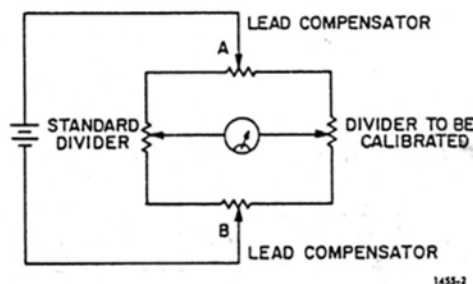 LEAD COMPENSATOR
A
STANDARD
DIVIDER
DIVIDER TO BE
CALIBRATED
B
LEAD COMPENSATOR
1455-2